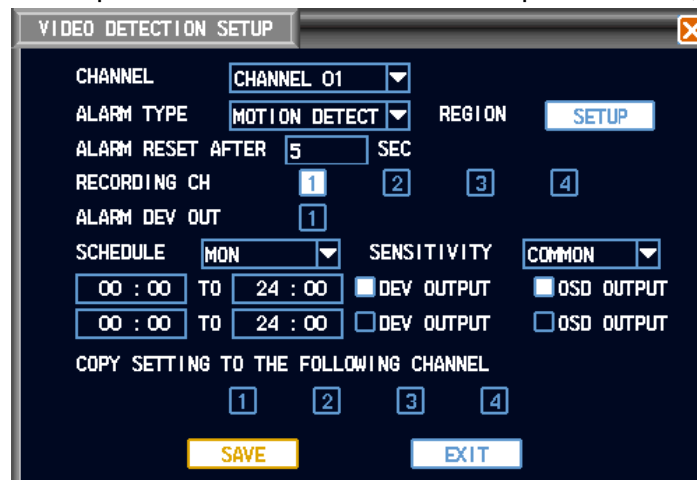 VIDEO DETECTION SETUP
CHANNEL CHANNEL 01
ALARM TYPE MOTION DETECT REGION SETUP
ALARM RESET AFTER 5 SEC
RECORDING CH 1 2 3 4
ALARM DEV OUT 1
SCHEDULE MON SENSITIVITY COMMON
00 : 00 TO 24 : 00 DEV OUTPUT OSD OUTPUT
00 : 00 TO 24 : 00 DEV OUTPUT OSD OUTPUT
COPY SETTING TO THE FOLLOWING CHANNEL
1 2 3 4
SAVE EXIT